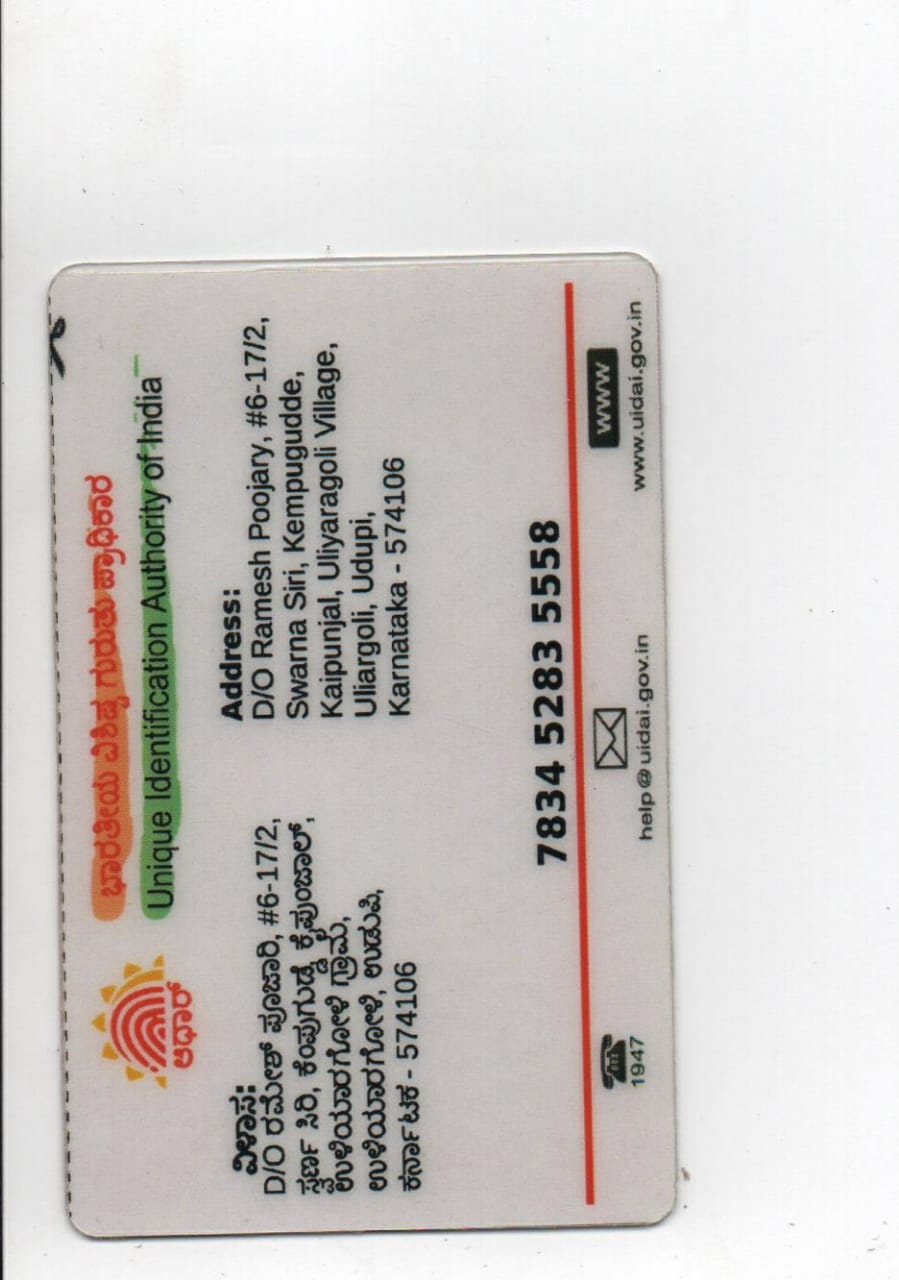 ಭಾರತೀಯ ವಿಶಿಷ್ಟ ಗುರುತು ಪ್ರಾಧಿಕಾರ
Unique Identification Authority of India
ಆಧಾರ್
ವಿಳಾಸ:
D/O ರಮೇಶ್ ಪೂಜಾರಿ, #6-17/2,
ಸ್ವರ್ಣ ಸಿರಿ, ಕೆಂಪುಗುಡ್ಡೆ, ಕೈಪುಂಜಾಲ್,
ಉಳಿಯಾರಗೋಳಿ ಗ್ರಾಮ,
ಉಳಿಯಾರಗೋಳಿ, ಉಡುಪಿ,
ಕರ್ನಾಟಕ - 574106
Address:
D/O Ramesh Poojary, #6-17/2,
Swarna Siri, Kempugudde,
Kaipunjal, Uliyaragoli Village,
Uliargoli, Udupi,
Karnataka - 574106
7834 5283 5558
1947
help@uidai.gov.in
www
www.uidai.gov.in